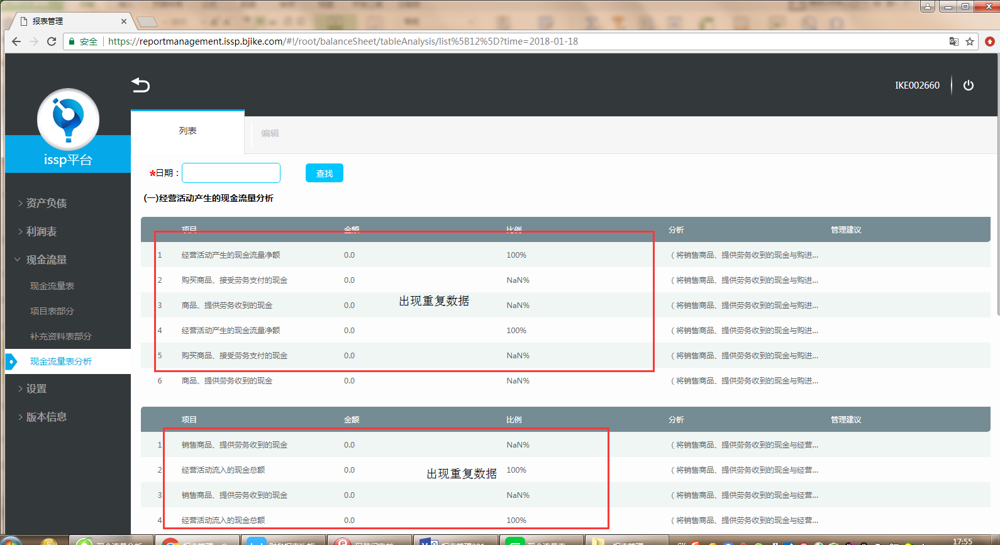 报表管理
安全
https://reportmanagement.issp.bjike.com/#!/root/balanceSheet/tableAnalysis/list%5B12%5D?time=2018-01-18
IKE002660
issp平台
列表
编辑
*日期：
查找
资产负债
利润表
现金流量
现金流量表
项目表部分
补充资料表部分
现金流量表分析
设置
版本信息
(一)经营活动产生的现金流量分析
项目 金额 比例 分析 管理建议
1 经营活动产生的现金流量净额 0.0 100% （将销售商品、提供劳务收到的现金与购进...
2 购买商品、接受劳务支付的现金 0.0 NaN% （将销售商品、提供劳务收到的现金与购进...
出现重复数据
3 商品、提供劳务收到的现金 0.0 NaN% （将销售商品、提供劳务收到的现金与购进...
4 经营活动产生的现金流量净额 0.0 100% （将销售商品、提供劳务收到的现金与购进...
5 购买商品、接受劳务支付的现金 0.0 NaN% （将销售商品、提供劳务收到的现金与购进...
6 商品、提供劳务收到的现金 0.0 NaN% （将销售商品、提供劳务收到的现金与购进...
项目 金额 比例 分析 管理建议
1 销售商品、提供劳务收到的现金 0.0 NaN% （将销售商品、提供劳务收到的现金与经营...
2 经营活动流入的现金总额 0.0 100% （将销售商品、提供劳务收到的现金与经营...
出现重复数据
3 销售商品、提供劳务收到的现金 0.0 NaN% （将销售商品、提供劳务收到的现金与经营...
4 经营活动流入的现金总额 0.0 100% （将销售商品、提供劳务收到的现金与经营...
17:55